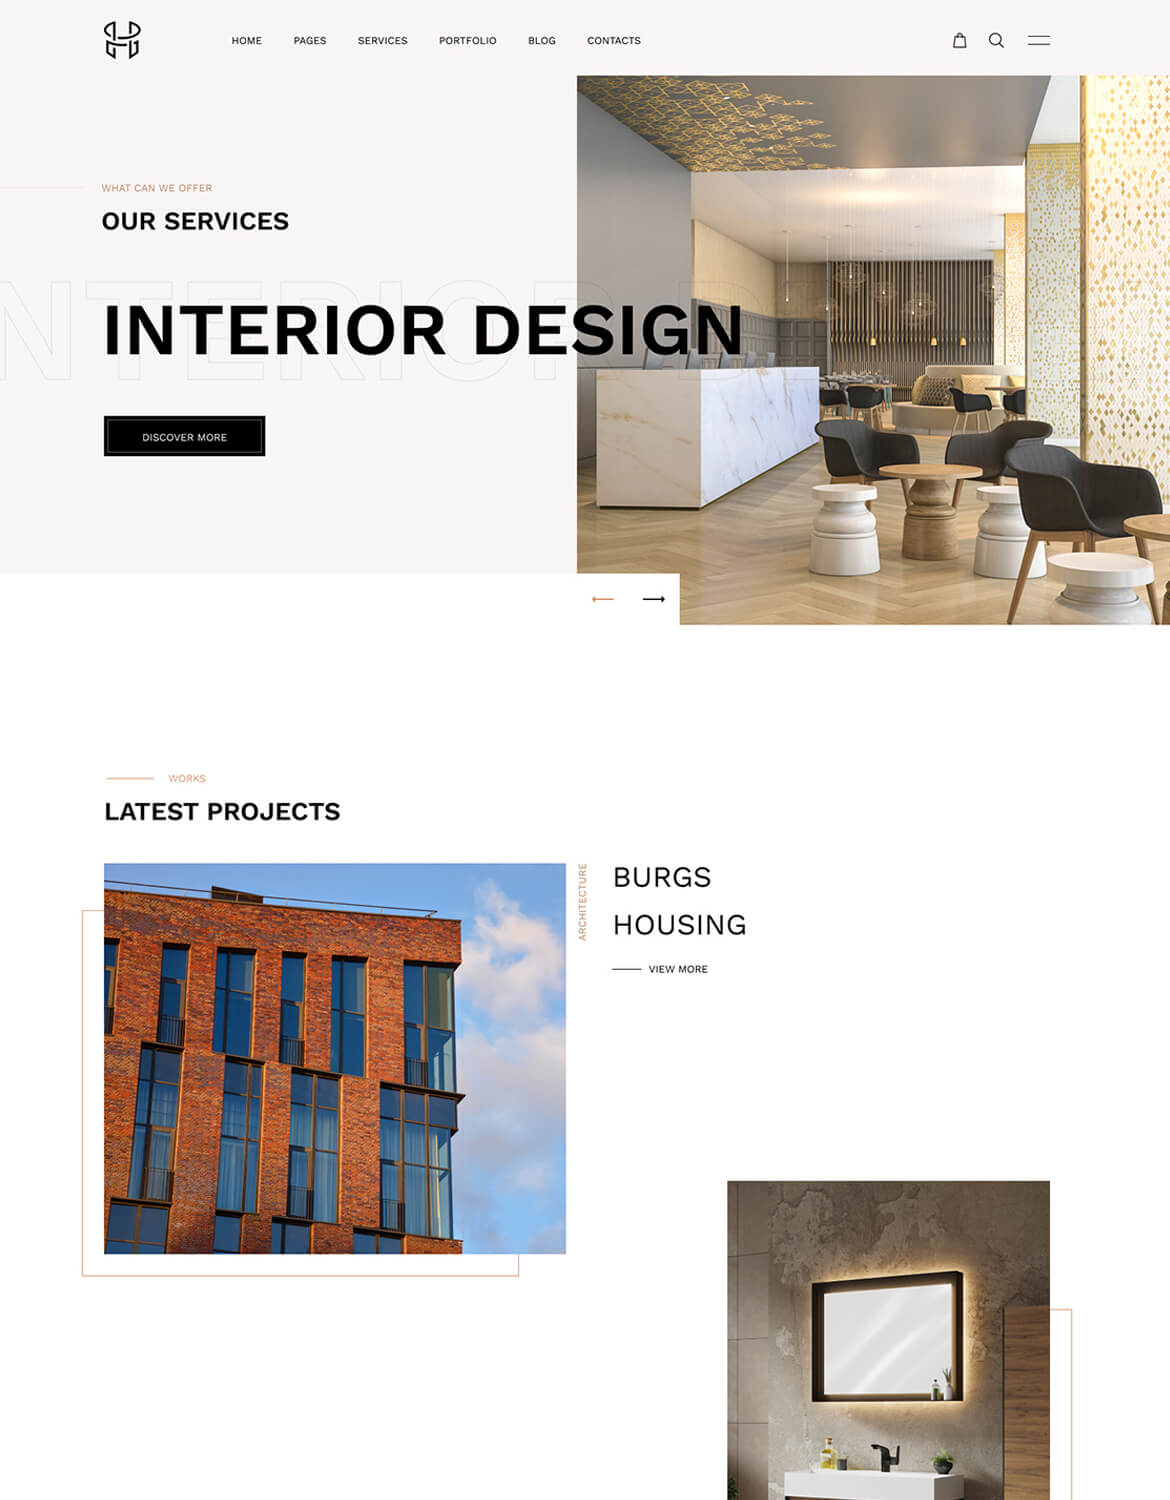 HOME PAGES SERVICES PORTFOLIO BLOG CONTACTS
WHAT CAN WE OFFER
OUR SERVICES
INTERIOR DESIGN
DISCOVER MORE
WORKS
LATEST PROJECTS
ARCHITECTURE
BURGS
HOUSING
VIEW MORE